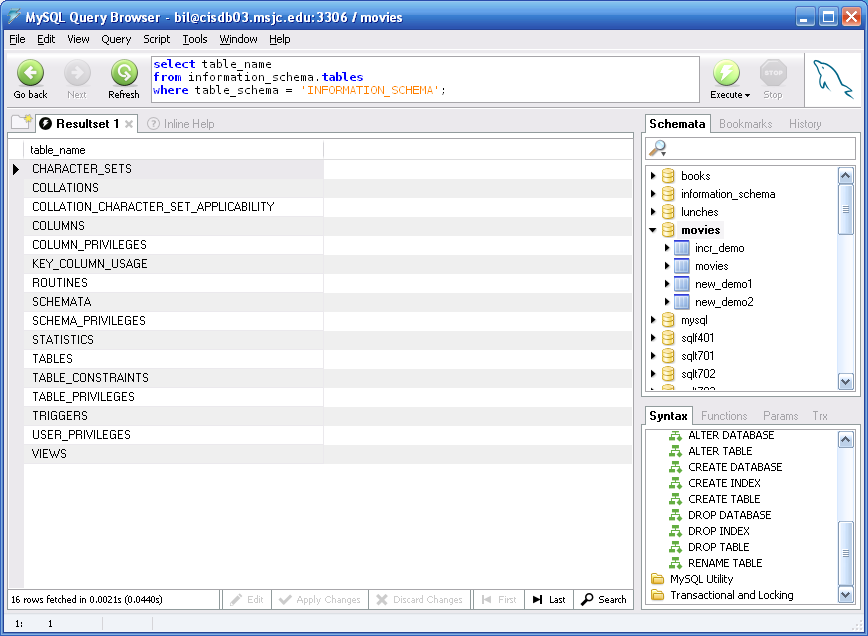 MySQL Query Browser - bil@cisdb03.msjc.edu:3306 / movies
File Edit View Query Script Tools Window Help
Go back Next Refresh
select table_name
from information_schema.tables
where table_schema = 'INFORMATION_SCHEMA';
Execute STOP Stop
Resultset 1 Inline Help
table_name
CHARACTER_SETS
COLLATIONS
COLLATION_CHARACTER_SET_APPLICABILITY
COLUMNS
COLUMN_PRIVILEGES
KEY_COLUMN_USAGE
ROUTINES
SCHEMATA
SCHEMA_PRIVILEGES
STATISTICS
TABLES
TABLE_CONSTRAINTS
TABLE_PRIVILEGES
TRIGGERS
USER_PRIVILEGES
VIEWS
16 rows fetched in 0.0021s (0.0440s) Edit Apply Changes Discard Changes First Last Search
Schemata Bookmarks History
books
information_schema
lunches
movies
incr_demo
movies
new_demo1
new_demo2
mysql
sqlf401
sqlt701
sqlt702
Syntax Functions Params Trx
ALTER DATABASE
ALTER TABLE
CREATE DATABASE
CREATE INDEX
CREATE TABLE
DROP DATABASE
DROP INDEX
DROP TABLE
RENAME TABLE
MySQL Utility
Transactional and Locking
1: 1